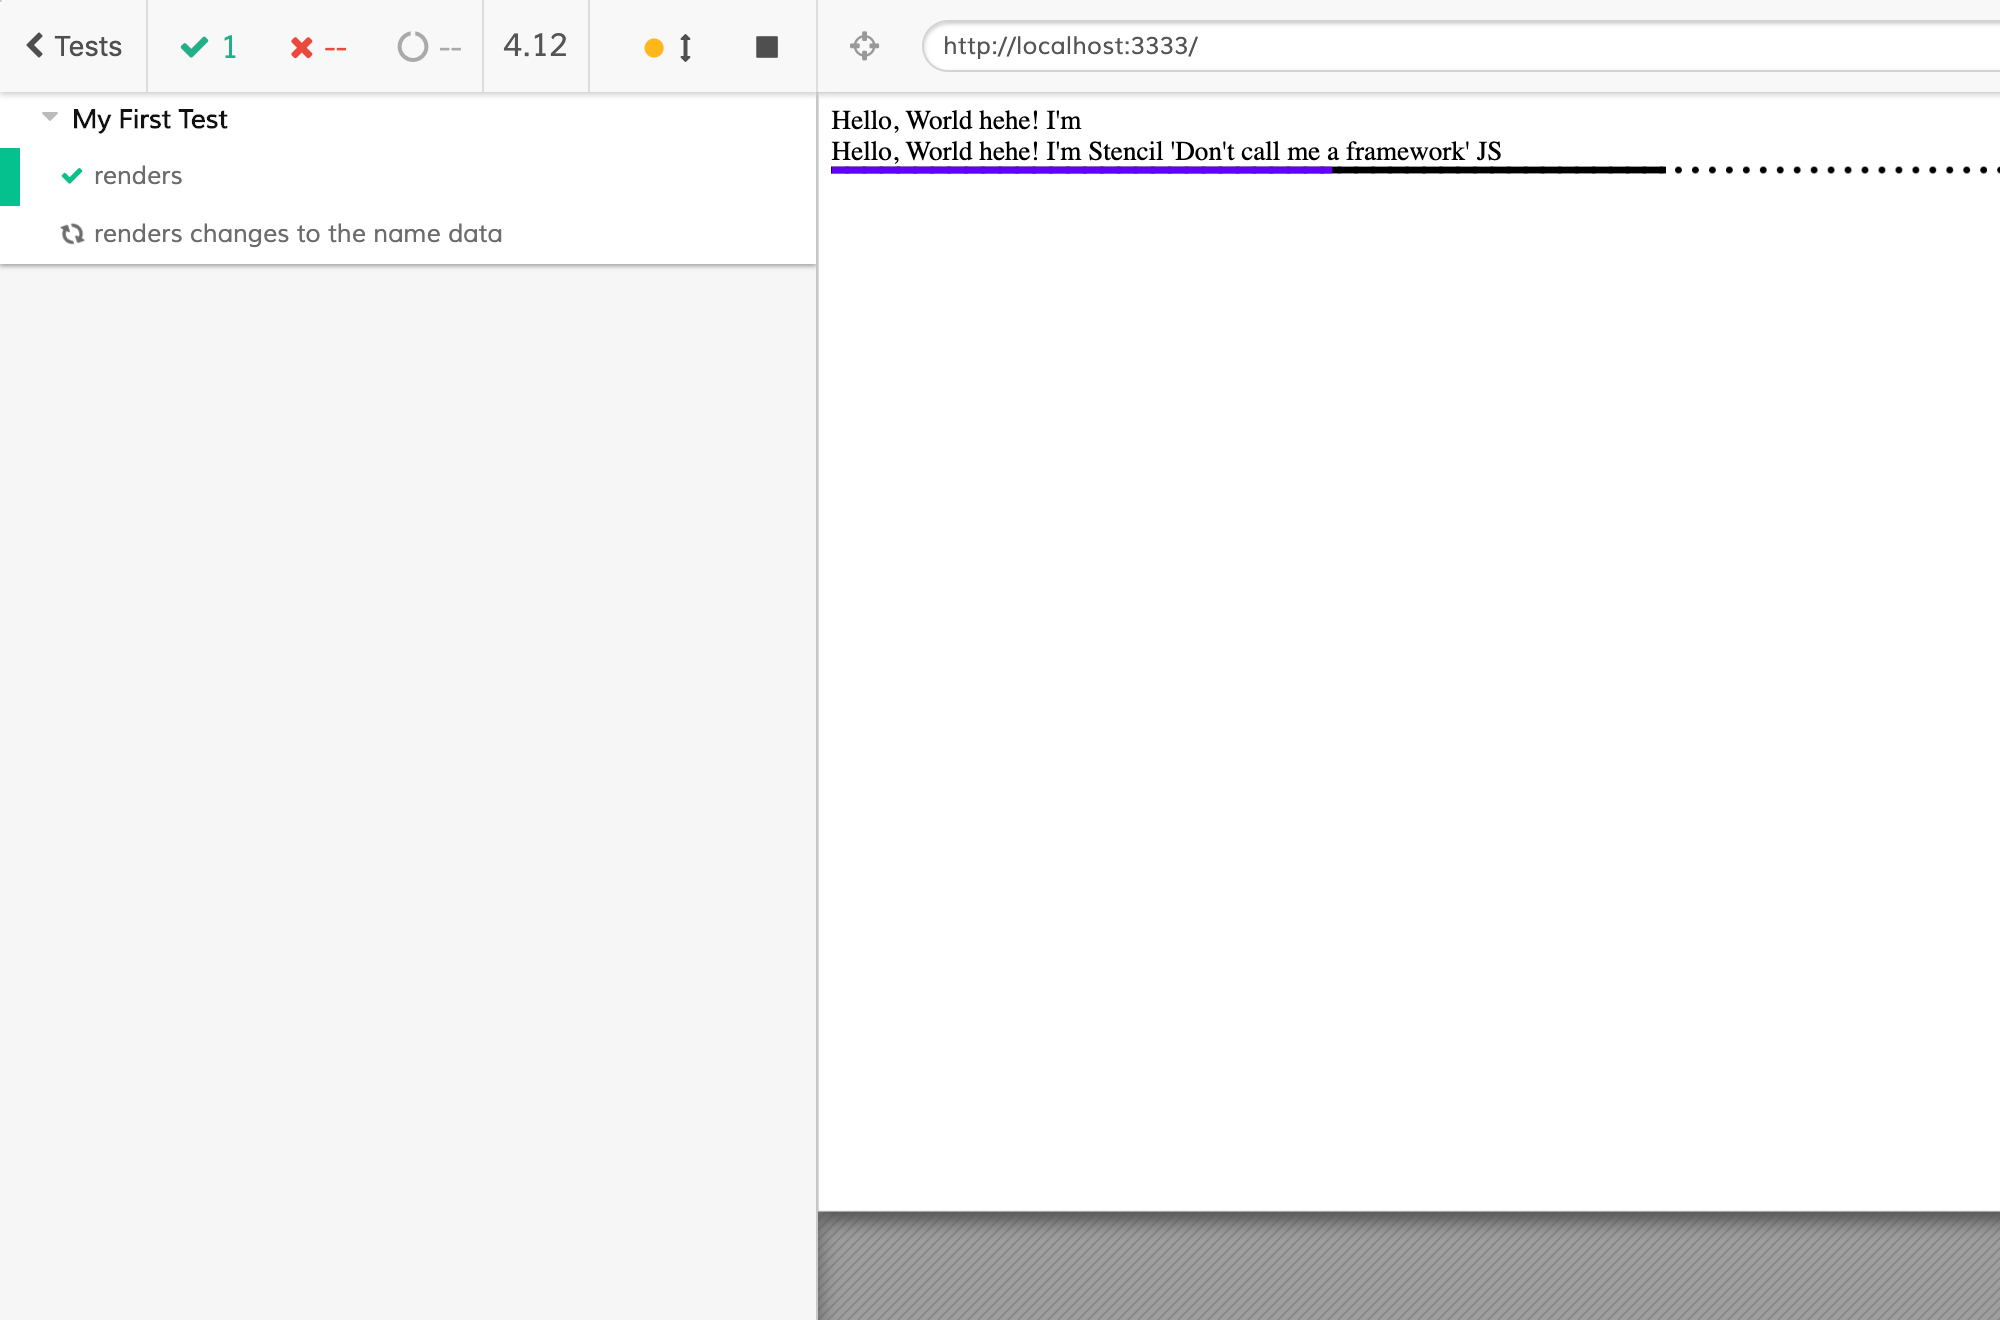 Tests
1
--
--
4.12
http://localhost:3333/
My First Test
renders
renders changes to the name data
Hello, World hehe! I'm
Hello, World hehe! I'm Stencil 'Don't call me a framework' JS